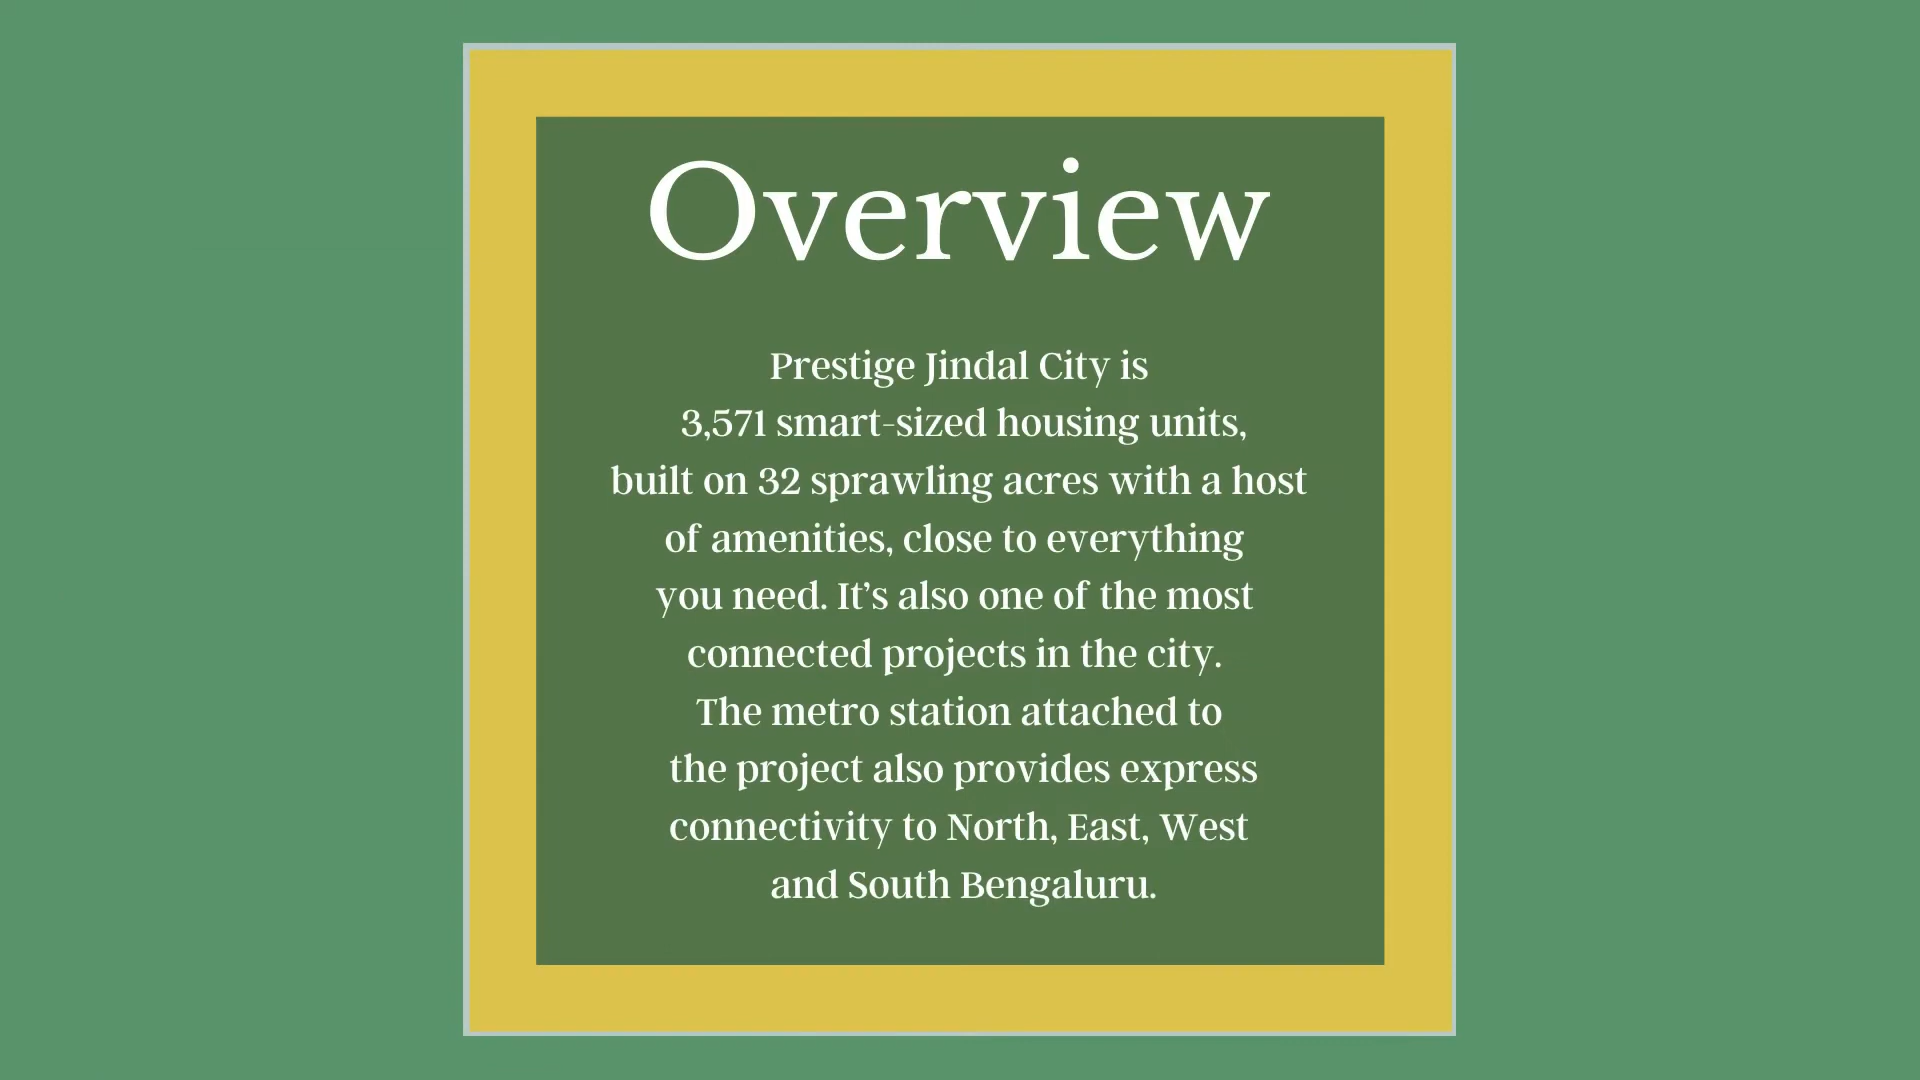 Overview
Prestige Jindal City is
3,571 smart-sized housing units,
built on 32 sprawling acres with a host
of amenities, close to everything
you need. It’s also one of the most
connected projects in the city.
The metro station attached to
the project also provides express
connectivity to North, East, West
and South Bengaluru.